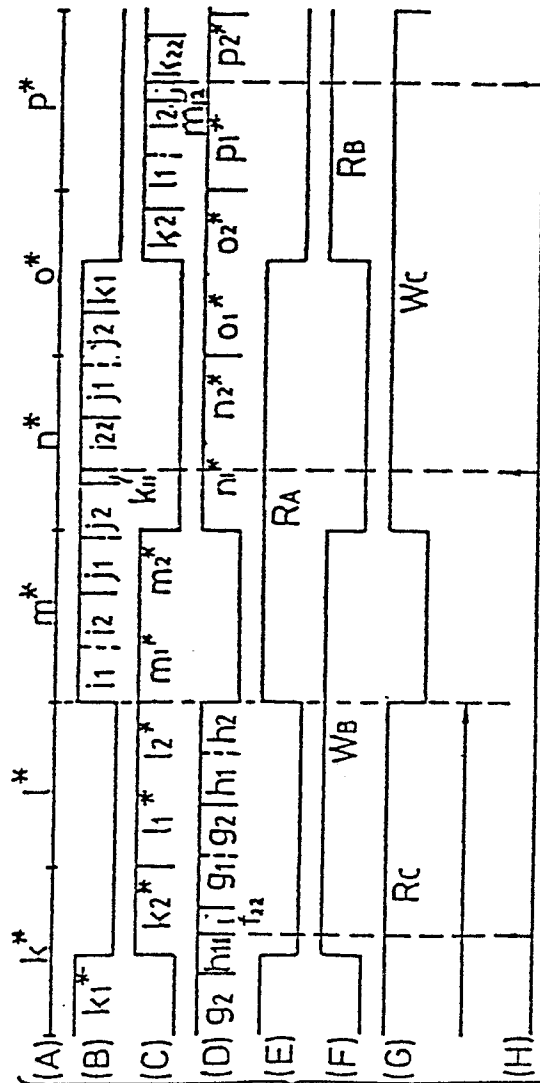 k* l* m* n* o* p*
(A)
(B) k1* i1 i2 j1 j2 k11 i22 j1 j2 k1
(C) k2* l1* l2* m1* m2* k2 l1 l2 j m12 k22
(D) g2 h11 i f22 g1 g2 h1 h2 n1* n2* o1* o2* p1* p2*
(E) RA
(F) WB RB
(G) RC WC
(H)